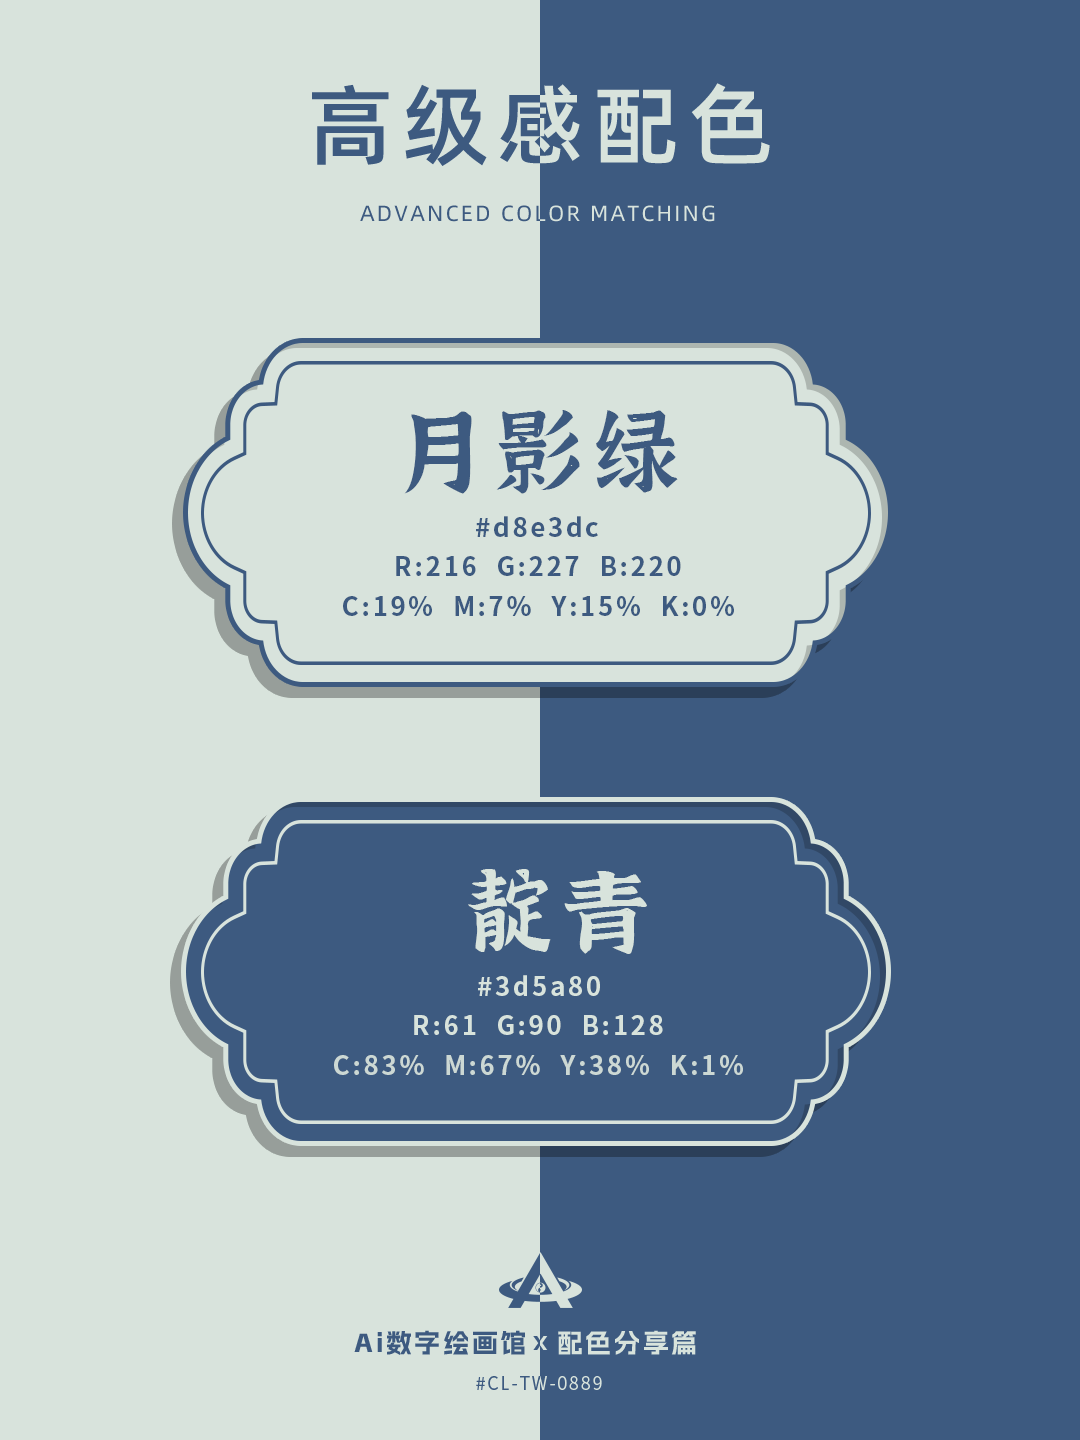 高级感配色
ADVANCED COLOR MATCHING
月影绿
#d8e3dc
R:216 G:227 B:220
C:19% M:7% Y:15% K:0%
靛青
#3d5a80
R:61 G:90 B:128
C:83% M:67% Y:38% K:1%
Ai数字绘画馆 x 配色分享篇
#CL-TW-0889